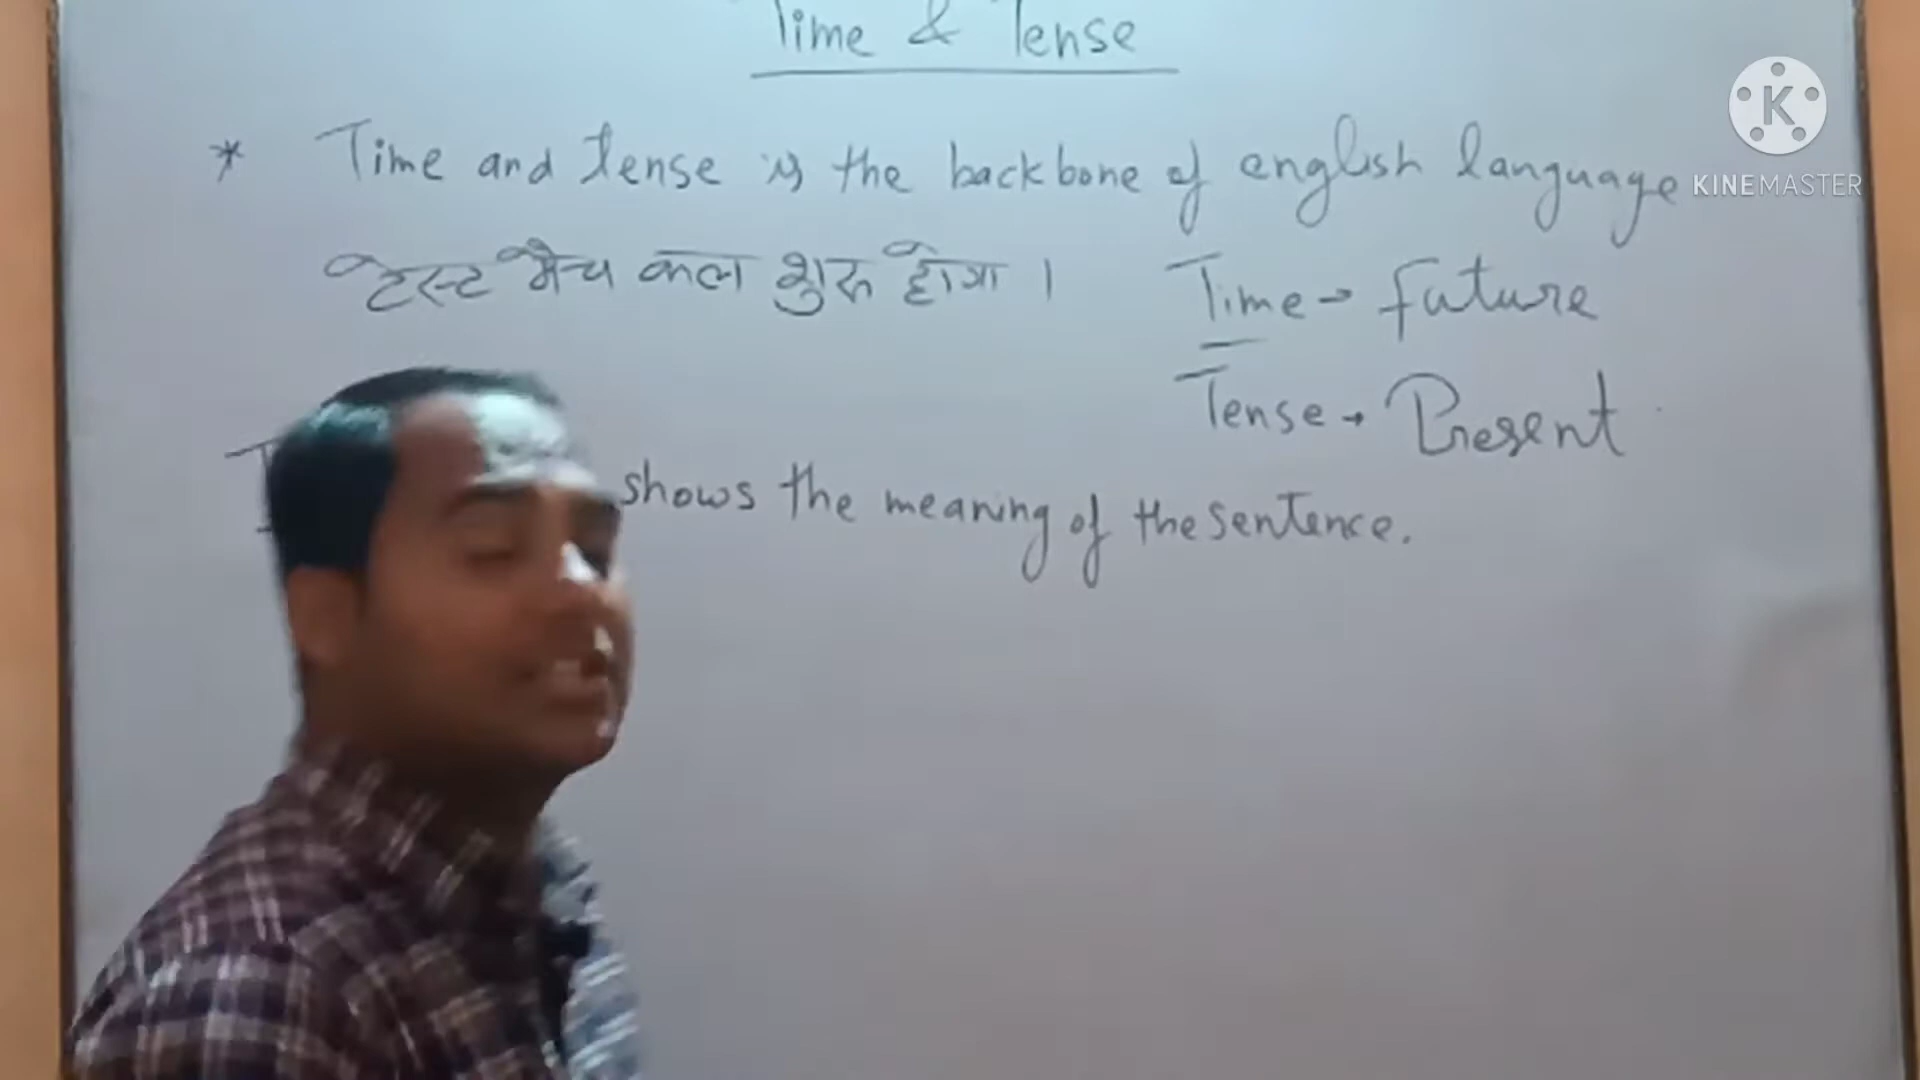 Time & Tense
* Time and tense is the backbone of english language
टेस्ट मैच कल शुरू होगा ।
Time → future
Tense → Present
shows the meaning of the sentence.
K
KINEMASTER